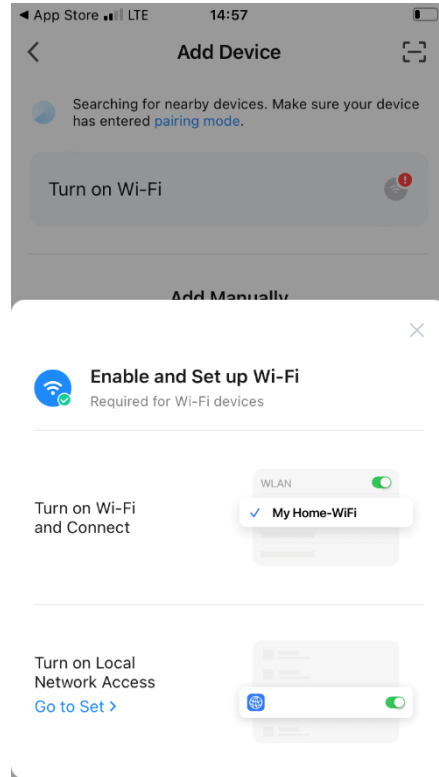 App Store LTE 14:57
Add Device
Searching for nearby devices. Make sure your device
has entered pairing mode.
Turn on Wi-Fi
!
Add Manually
Enable and Set up Wi-Fi
Required for Wi-Fi devices
Turn on Wi-Fi
and Connect
WLAN
My Home-WiFi
Turn on Local
Network Access
Go to Set >